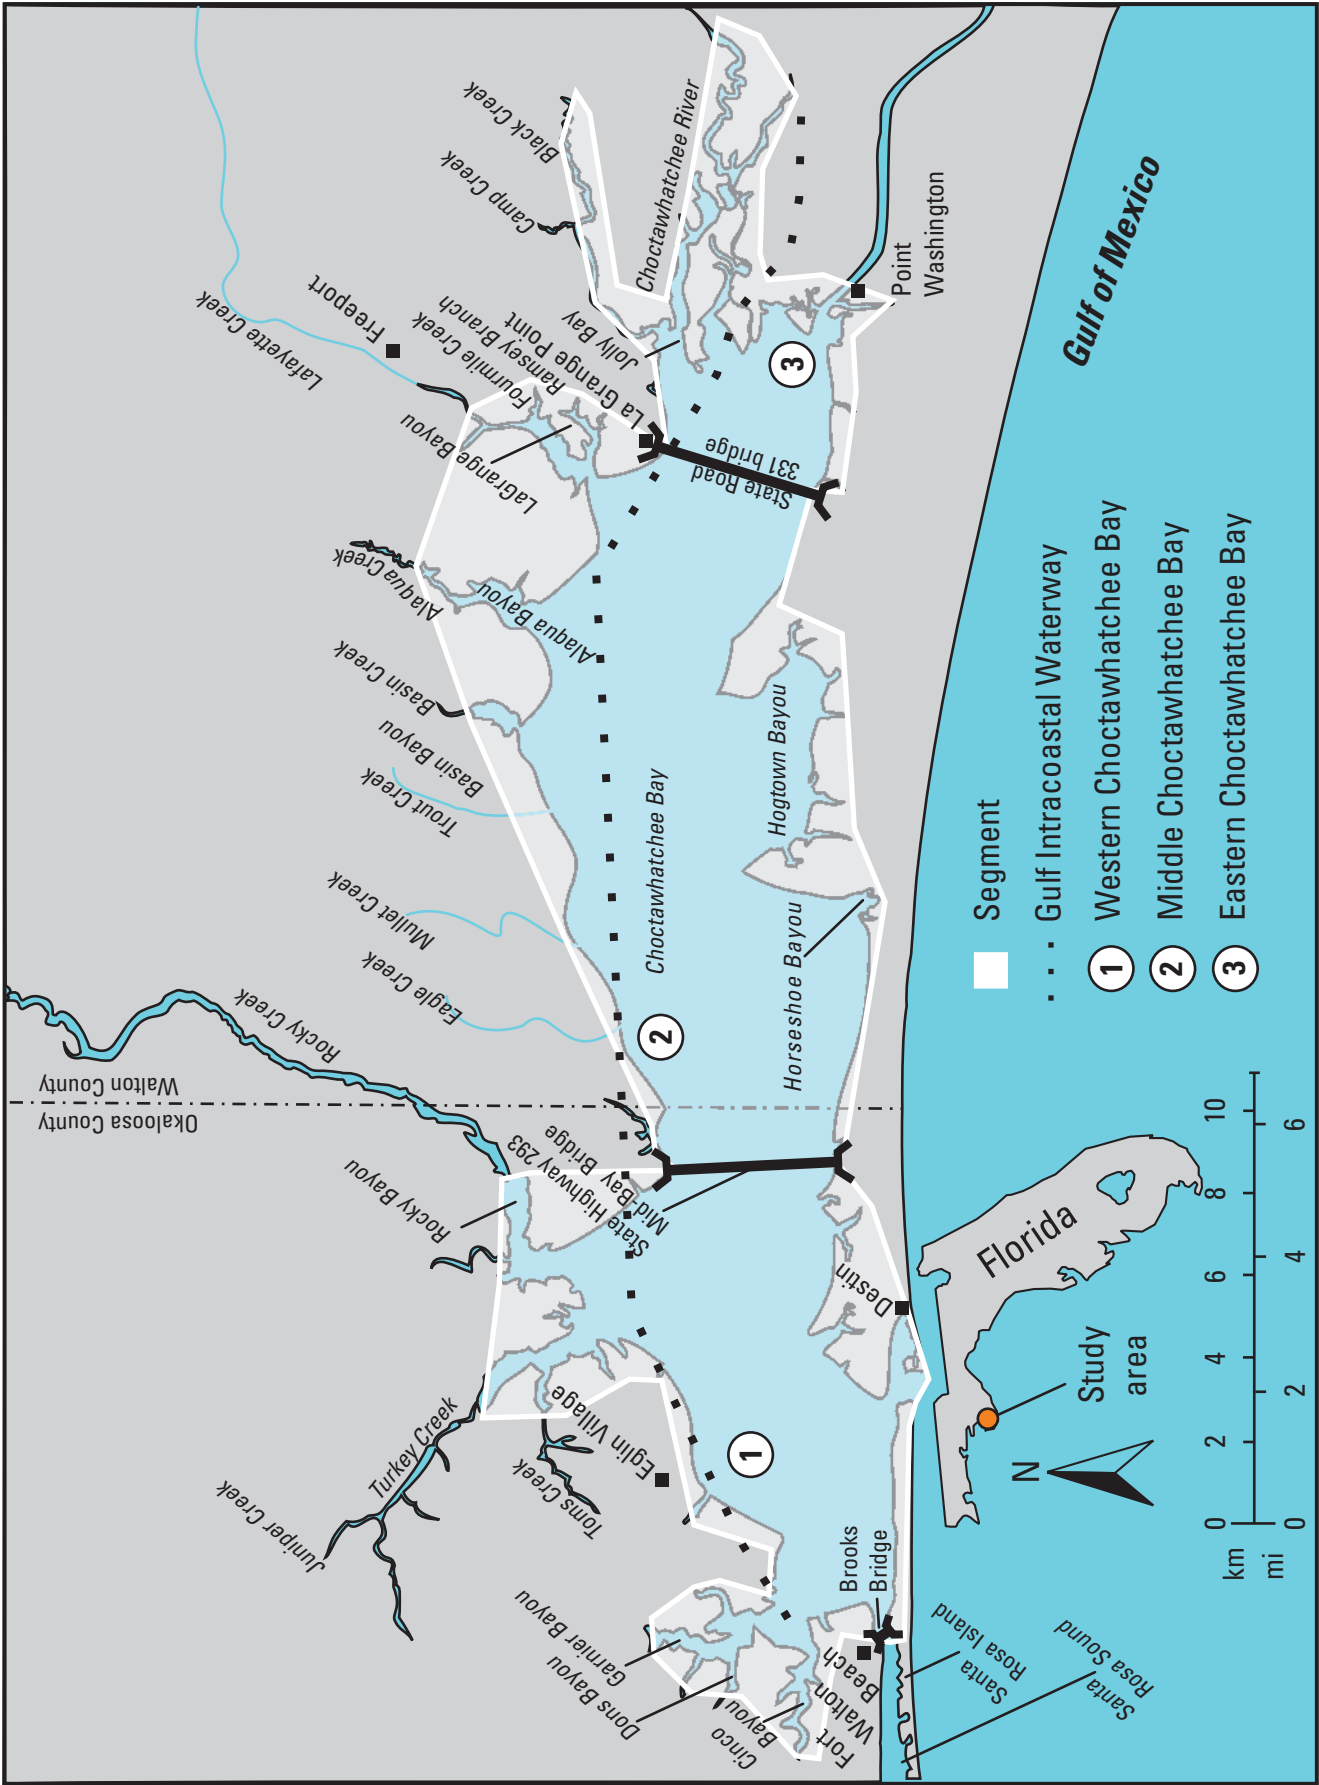 Juniper Creek
Turkey Creek
Toms Creek
Garnier Bayou
Dons Bayou
Cinco
Bayou
Fort
Walton
Beach
Eglin Village
Brooks
Bridge
Santa
Rosa Island
Santa
Rosa Sound
1
Destin
Rocky Bayou
Rocky Creek
State Highway 293
Mid-Bay
Bridge
Okaloosa County
Walton County
Eagle Creek
Mullet Creek
Trout Creek
Basin Bayou
Basin Creek
2
Choctawhatchee Bay
Horseshoe Bayou
Hogtown Bayou
Alaqua Creek
Alaqua Bayou
LaGrange Bayou
Lafayette Creek
Freeport
Fourmile Creek
Ramsey Branch
La Grange Point
State Road
331 bridge
Jolly Bay
3
Choctawhatchee River
Camp Creek
Black Creek
Point
Washington
Gulf of Mexico
Segment
Gulf Intracoastal Waterway
1 Western Choctawhatchee Bay
2 Middle Choctawhatchee Bay
3 Eastern Choctawhatchee Bay
Florida
Study
area
N
km 0 2 4 6 8 10
mi 0 2 4 6